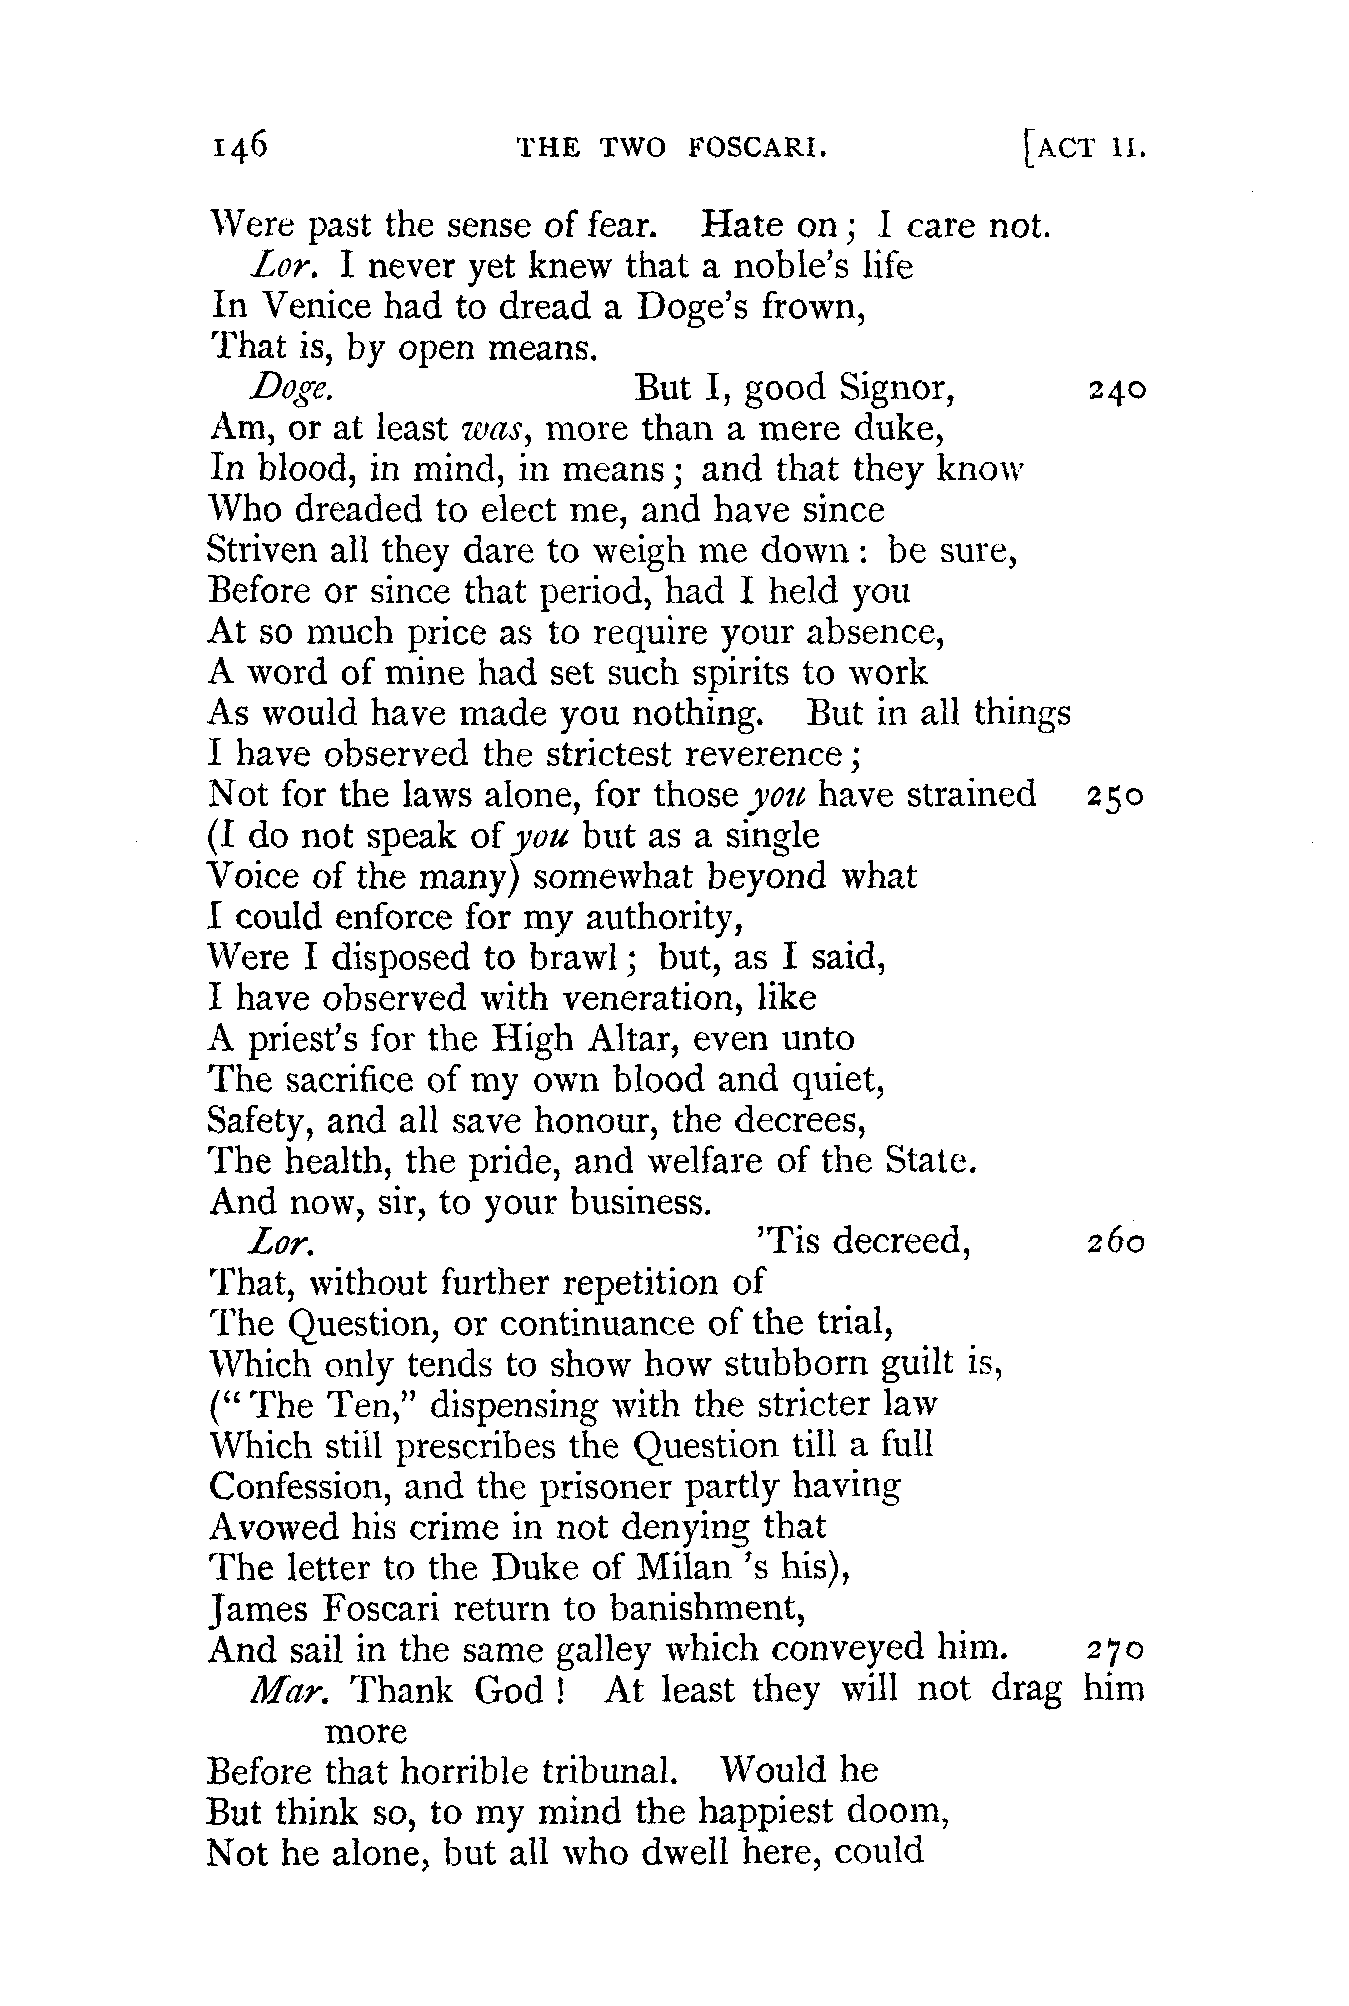 146 THE TWO FOSCARI. [ACT II.
Were past the sense of fear. Hate on; I care not.
Lor. I never yet knew that a noble's life
In Venice had to dread a Doge's frown,
That is, by open means.
Doge. But I, good Signor, 240
Am, or at least was, more than a mere duke,
In blood, in mind, in means; and that they know
Who dreaded to elect me, and have since
Striven all they dare to weigh me down: be sure,
Before or since that period, had I held you
At so much price as to require your absence,
A word of mine had set such spirits to work
As would have made you nothing. But in all things
I have observed the strictest reverence;
Not for the laws alone, for those you have strained 250
(I do not speak of you but as a single
Voice of the many) somewhat beyond what
I could enforce for my authority,
Were I disposed to brawl; but, as I said,
I have observed with veneration, like
A priest's for the High Altar, even unto
The sacrifice of my own blood and quiet,
Safety, and all save honour, the decrees,
The health, the pride, and welfare of the State.
And now, sir, to your business.
Lor. 'Tis decreed, 260
That, without further repetition of
The Question, or continuance of the trial,
Which only tends to show how stubborn guilt is,
("The Ten," dispensing with the stricter law
Which still prescribes the Question till a full
Confession, and the prisoner partly having
Avowed his crime in not denying that
The letter to the Duke of Milan 's his),
James Foscari return to banishment,
And sail in the same galley which conveyed him. 270
Mar. Thank God! At least they will not drag him
more
Before that horrible tribunal. Would he
But think so, to my mind the happiest doom,
Not he alone, but all who dwell here, could